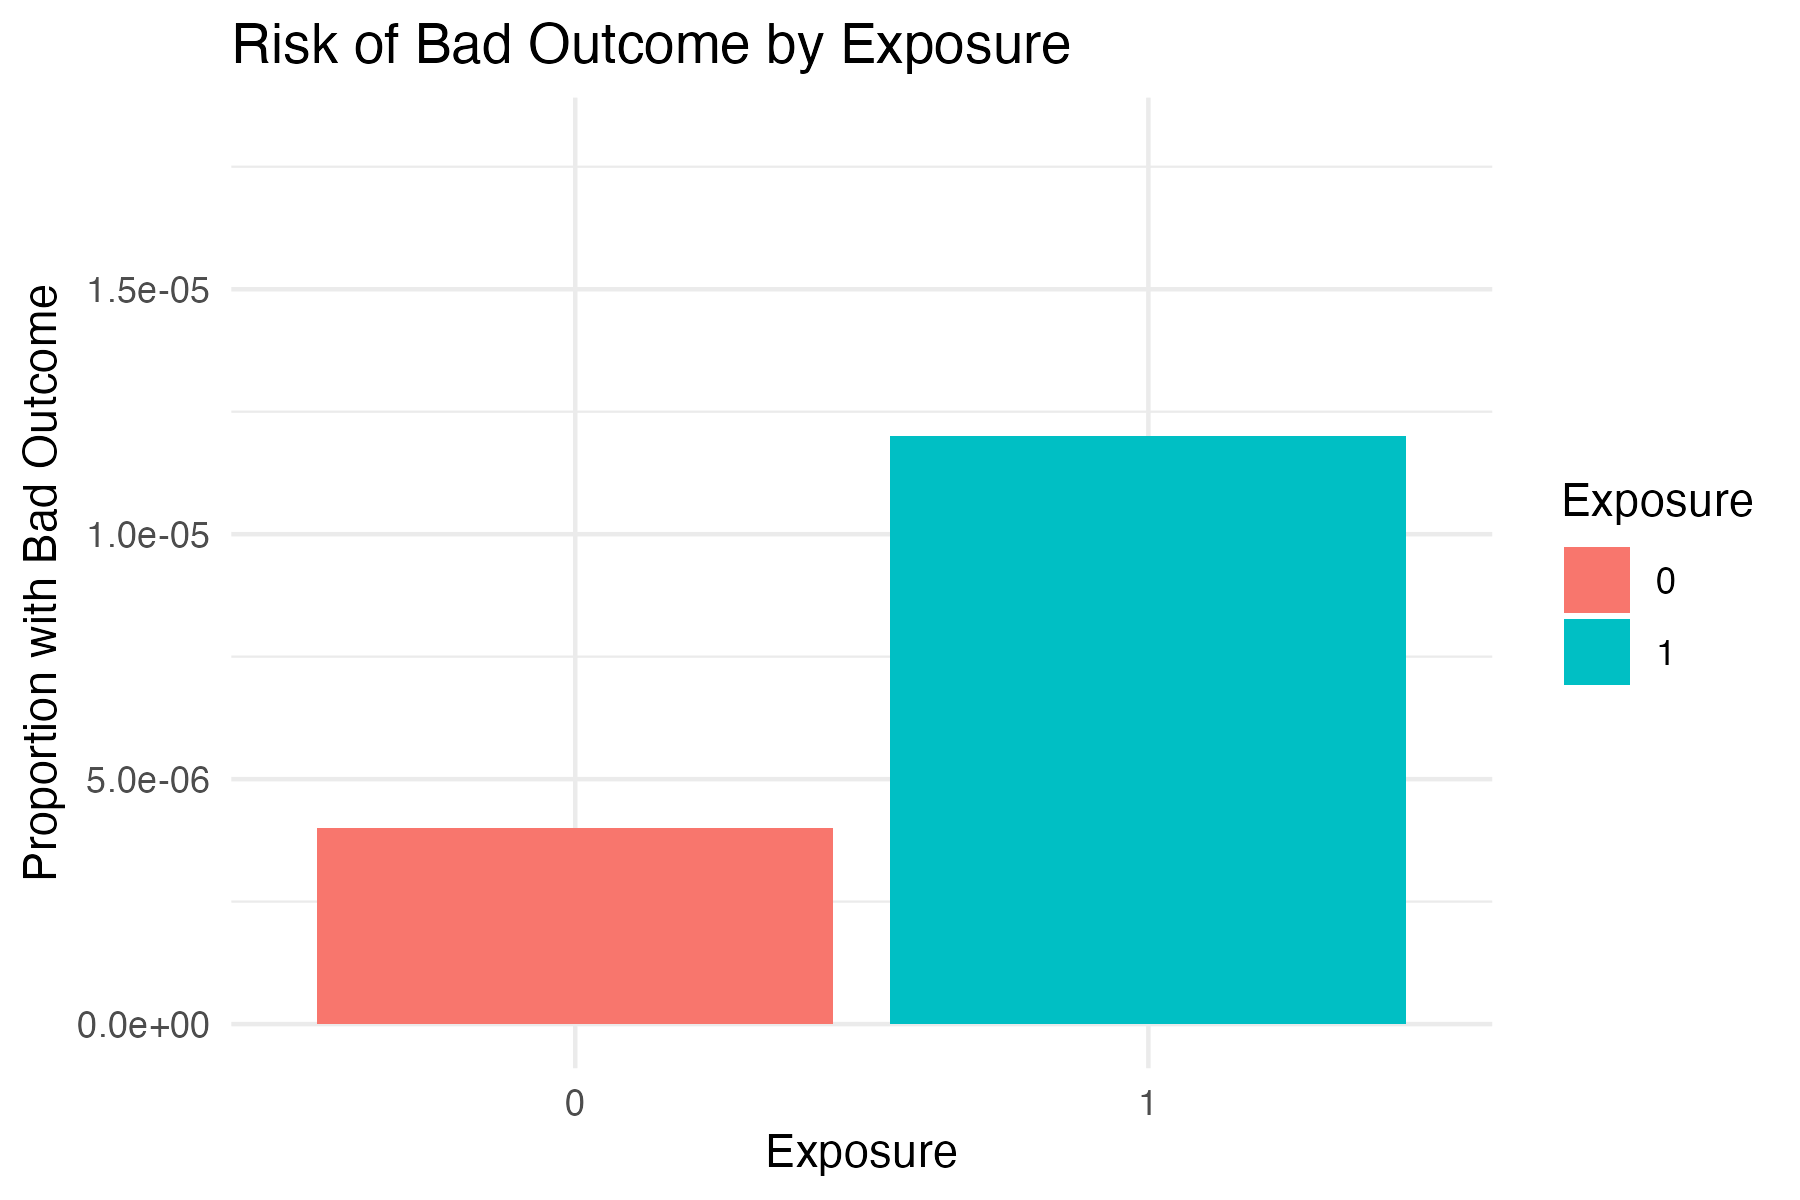 Risk of Bad Outcome by Exposure
Proportion with Bad Outcome
1.5e-05
1.0e-05
5.0e-06
0.0e+00
0
1
Exposure
Exposure
0
1